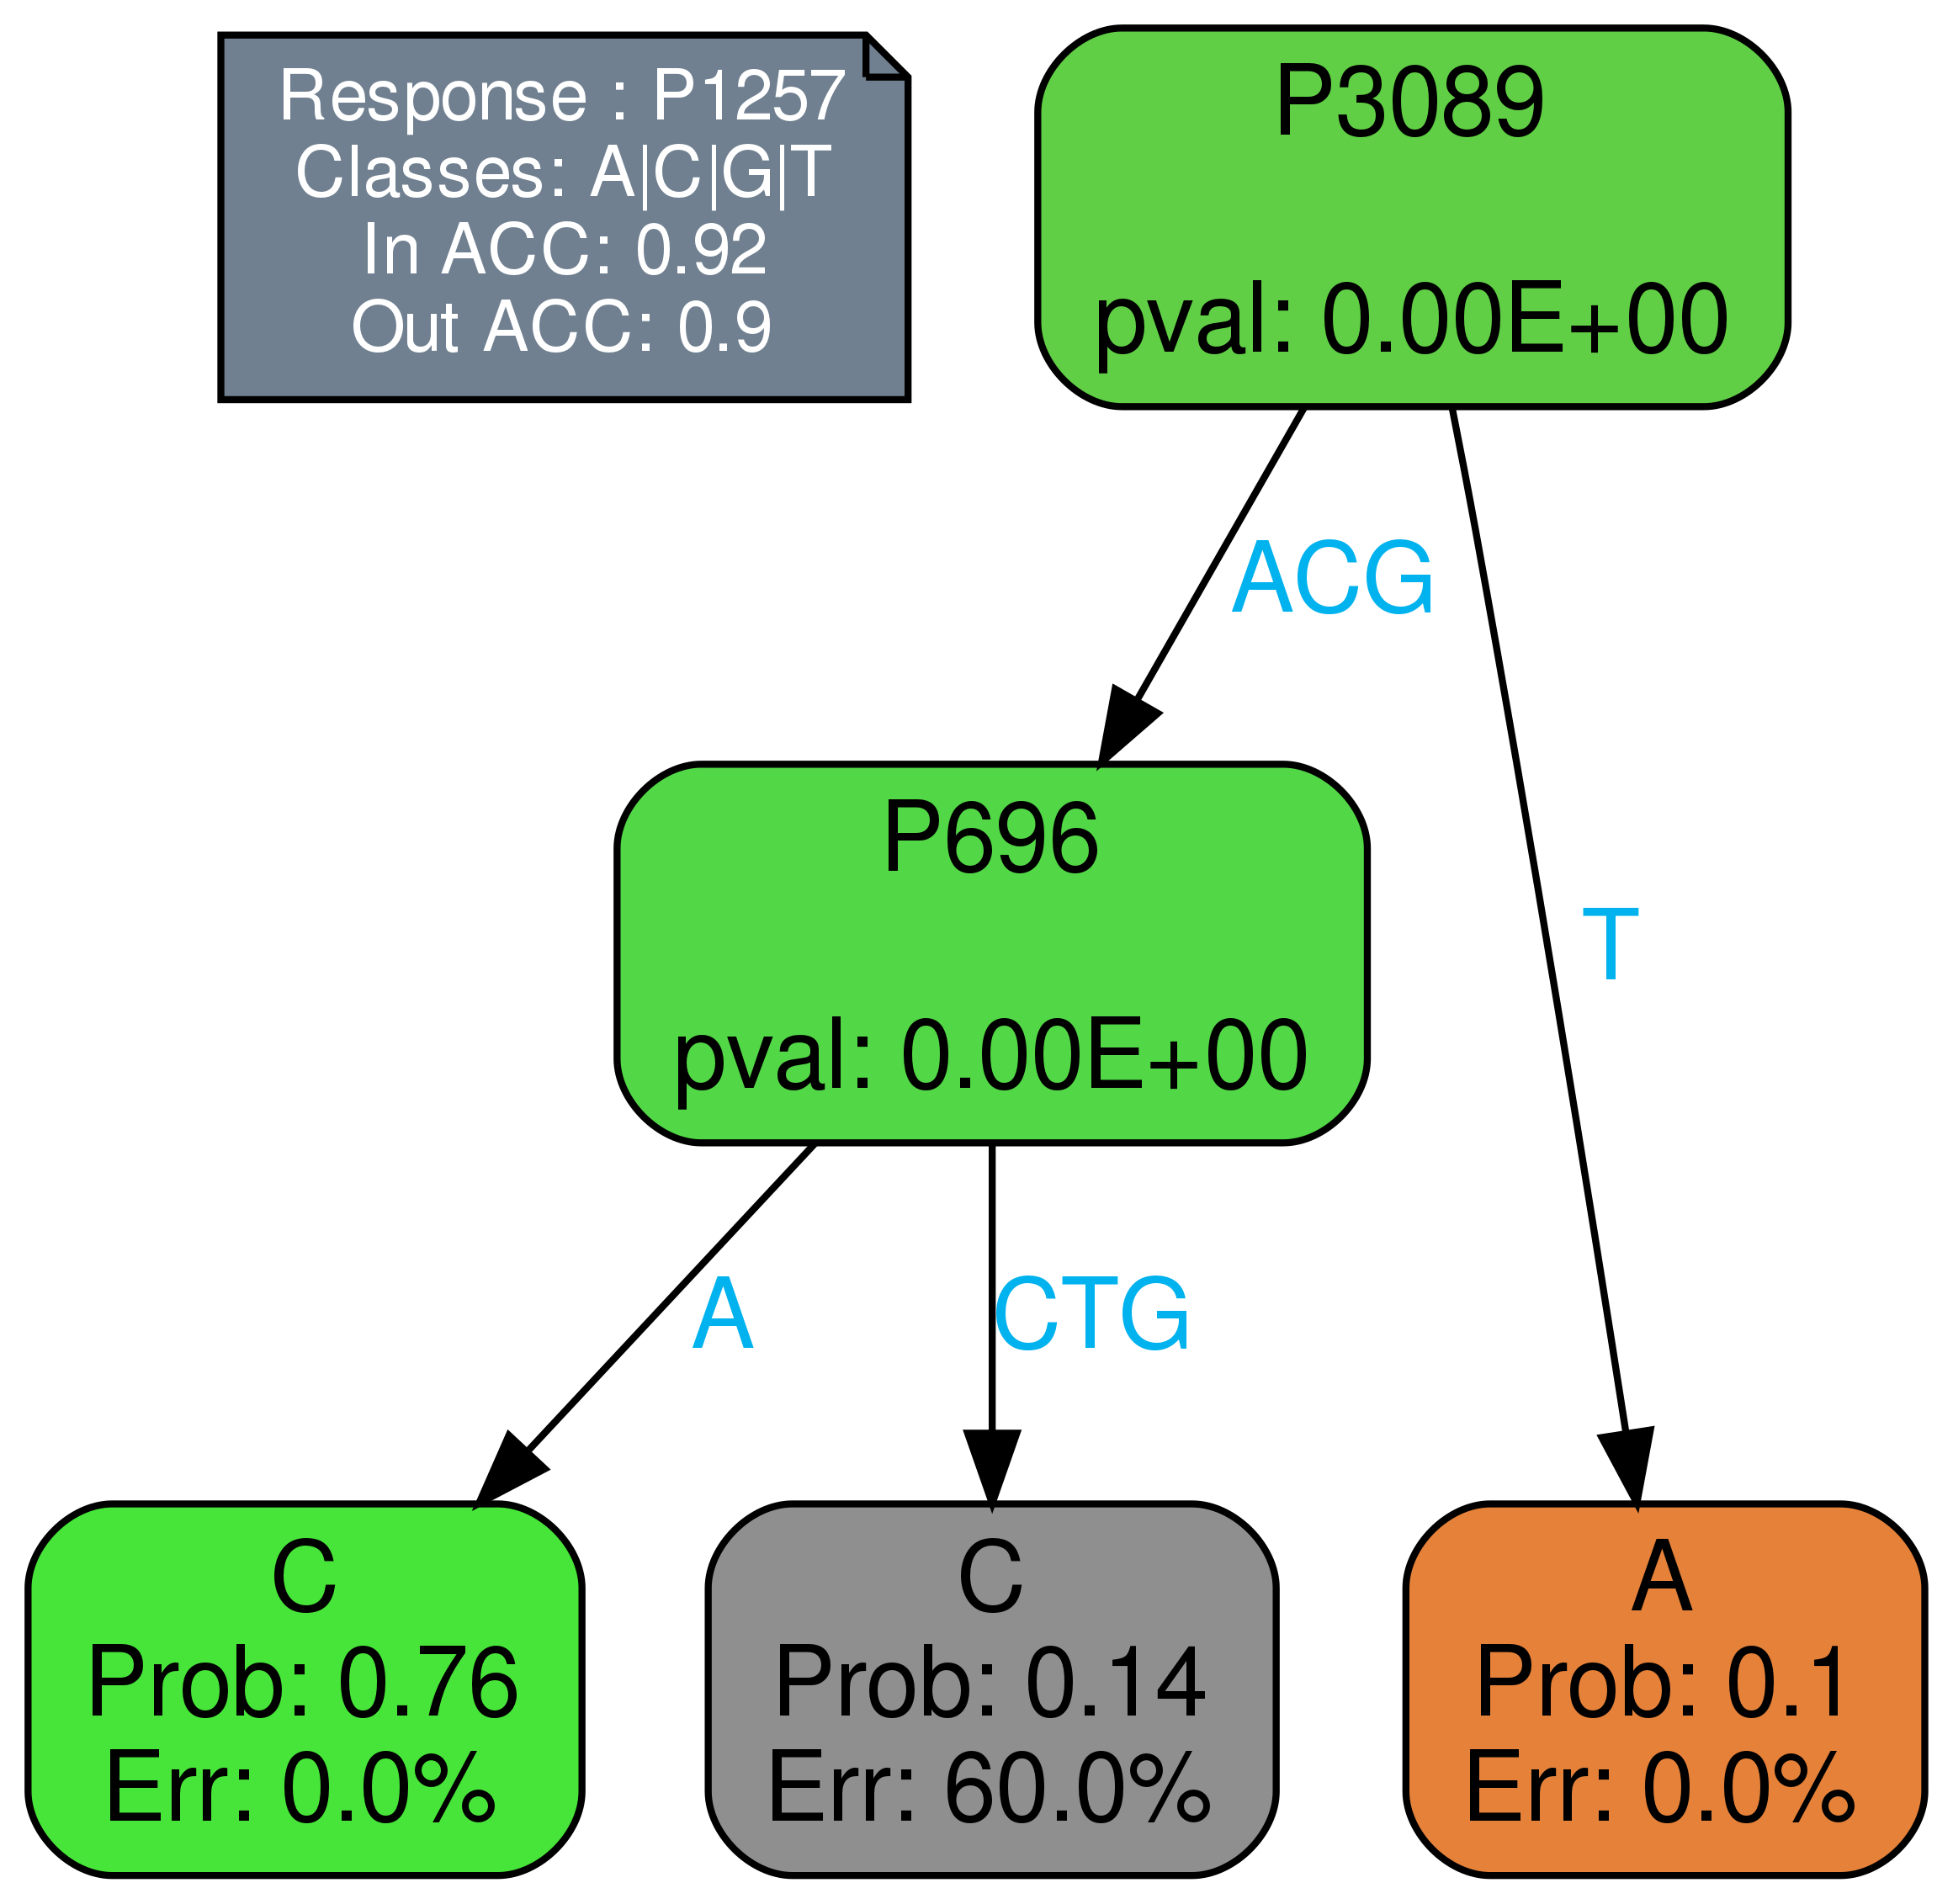 Response : P1257
Classes: A|C|G|T
In ACC: 0.92
Out ACC: 0.9
P3089
pval: 0.00E+00
ACG
P696
pval: 0.00E+00
T
A
CTG
C
Prob: 0.76
Err: 0.0%
C
Prob: 0.14
Err: 60.0%
A
Prob: 0.1
Err: 0.0%